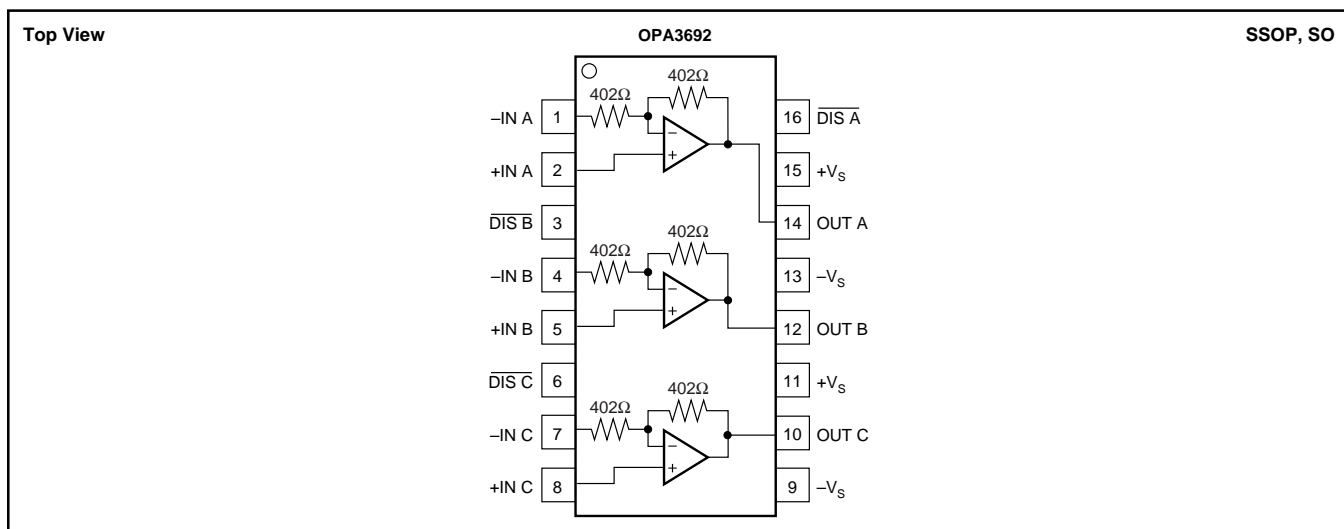 Top View OPA3692 SSOP, SO
402Ω
402Ω
–IN A 1 16 DIS A
+IN A 2 15 +VS
DIS B 3 14 OUT A
402Ω
402Ω
–IN B 4 13 –VS
+IN B 5 12 OUT B
DIS C 6 11 +VS
402Ω
402Ω
–IN C 7 10 OUT C
+IN C 8 9 –VS
– +
– +
– +